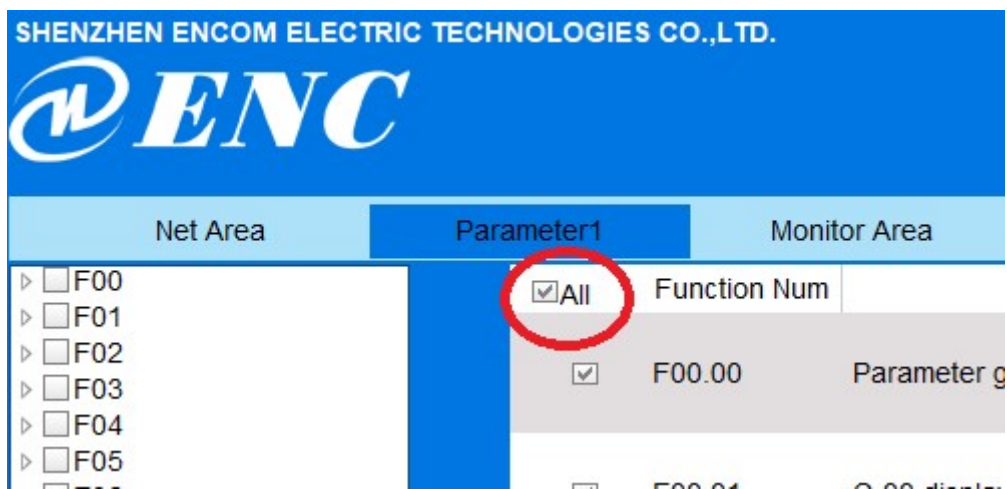 SHENZHEN ENCOM ELECTRIC TECHNOLOGIES CO.,LTD.
ENC
Net Area Parameter1 Monitor Area
F00
F01
F02
F03
F04
F05
All Function Num
F00.00 Parameter g